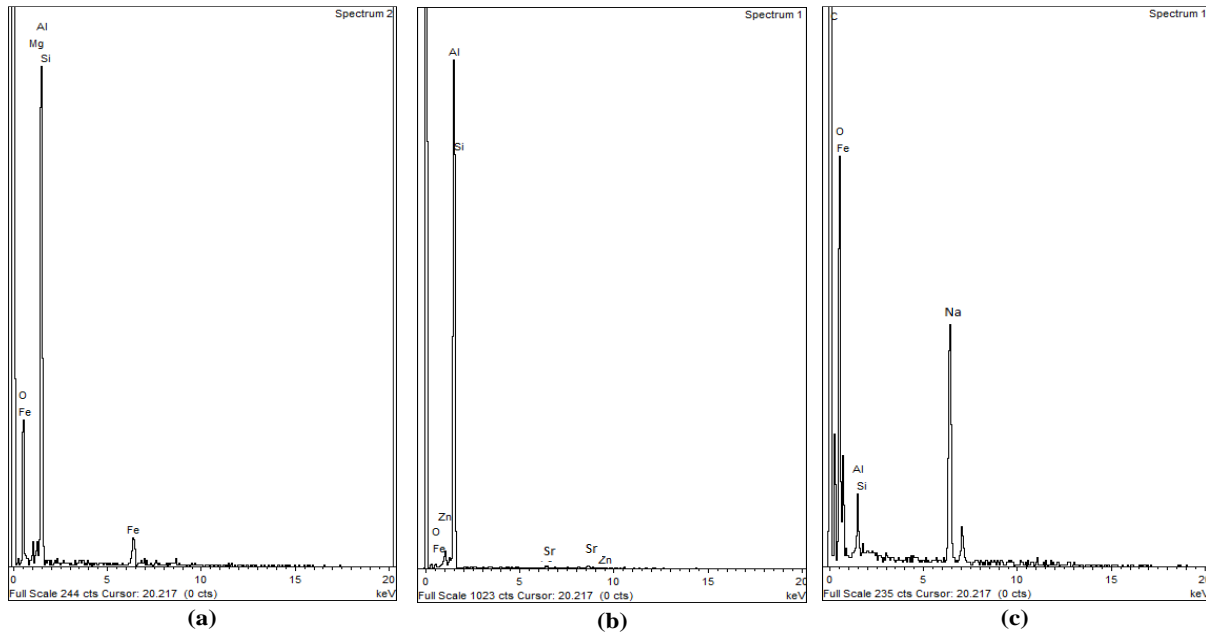 Spectrum 2
Al
Mg
Si
O
Fe
Fe
0 5 10 15 20
Full Scale 244 cts Cursor: 20.217 (0 cts) keV
(a)
Spectrum 1
Al
Si
Zn
O
Fe
Sr
Sr
Zn
0 5 10 15 20
Full Scale 1023 cts Cursor: 20.217 (0 cts) keV
(b)
Spectrum 1
C
O
Fe
Na
Al
Si
0 5 10 15 20
Full Scale 235 cts Cursor: 20.217 (0 cts) keV
(c)